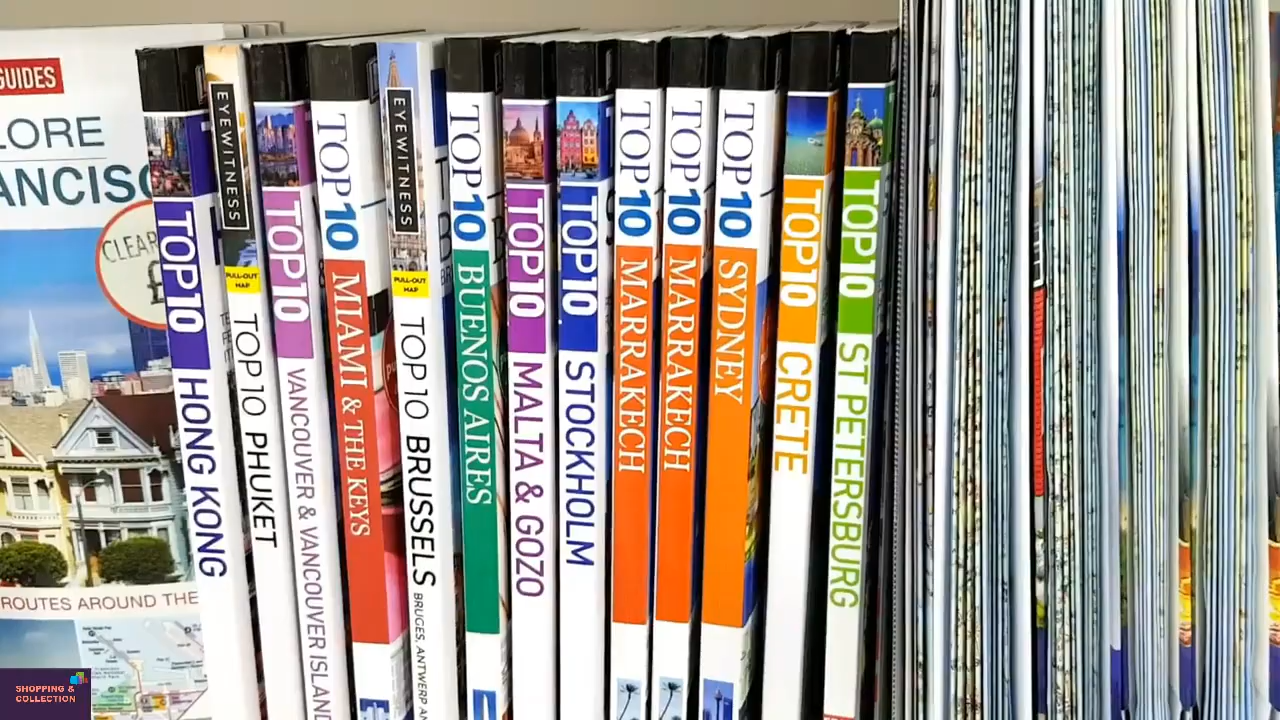 GUIDES
LORE
ANCISC
CLEAR
£
ROUTES AROUND THE
TOP10 HONG KONG
EYEWITNESS
PULL-OUT MAP
TOP 10 PHUKET
TOP10 VANCOUVER & VANCOUVER ISLAND
TOP10 MIAMI & THE KEYS
EYEWITNESS
PULL-OUT MAP
TOP 10 BRUSSELS BRUGES, ANTWERP AN
TOP10 BUENOS AIRES
TOP10 MALTA & GOZO
TOP10 STOCKHOLM
TOP10 MARRAKECH
TOP10 MARRAKECH
TOP10 SYDNEY
TOP10 CRETE
TOP10 ST PETERSBURG
SHOPPING &
COLLECTION